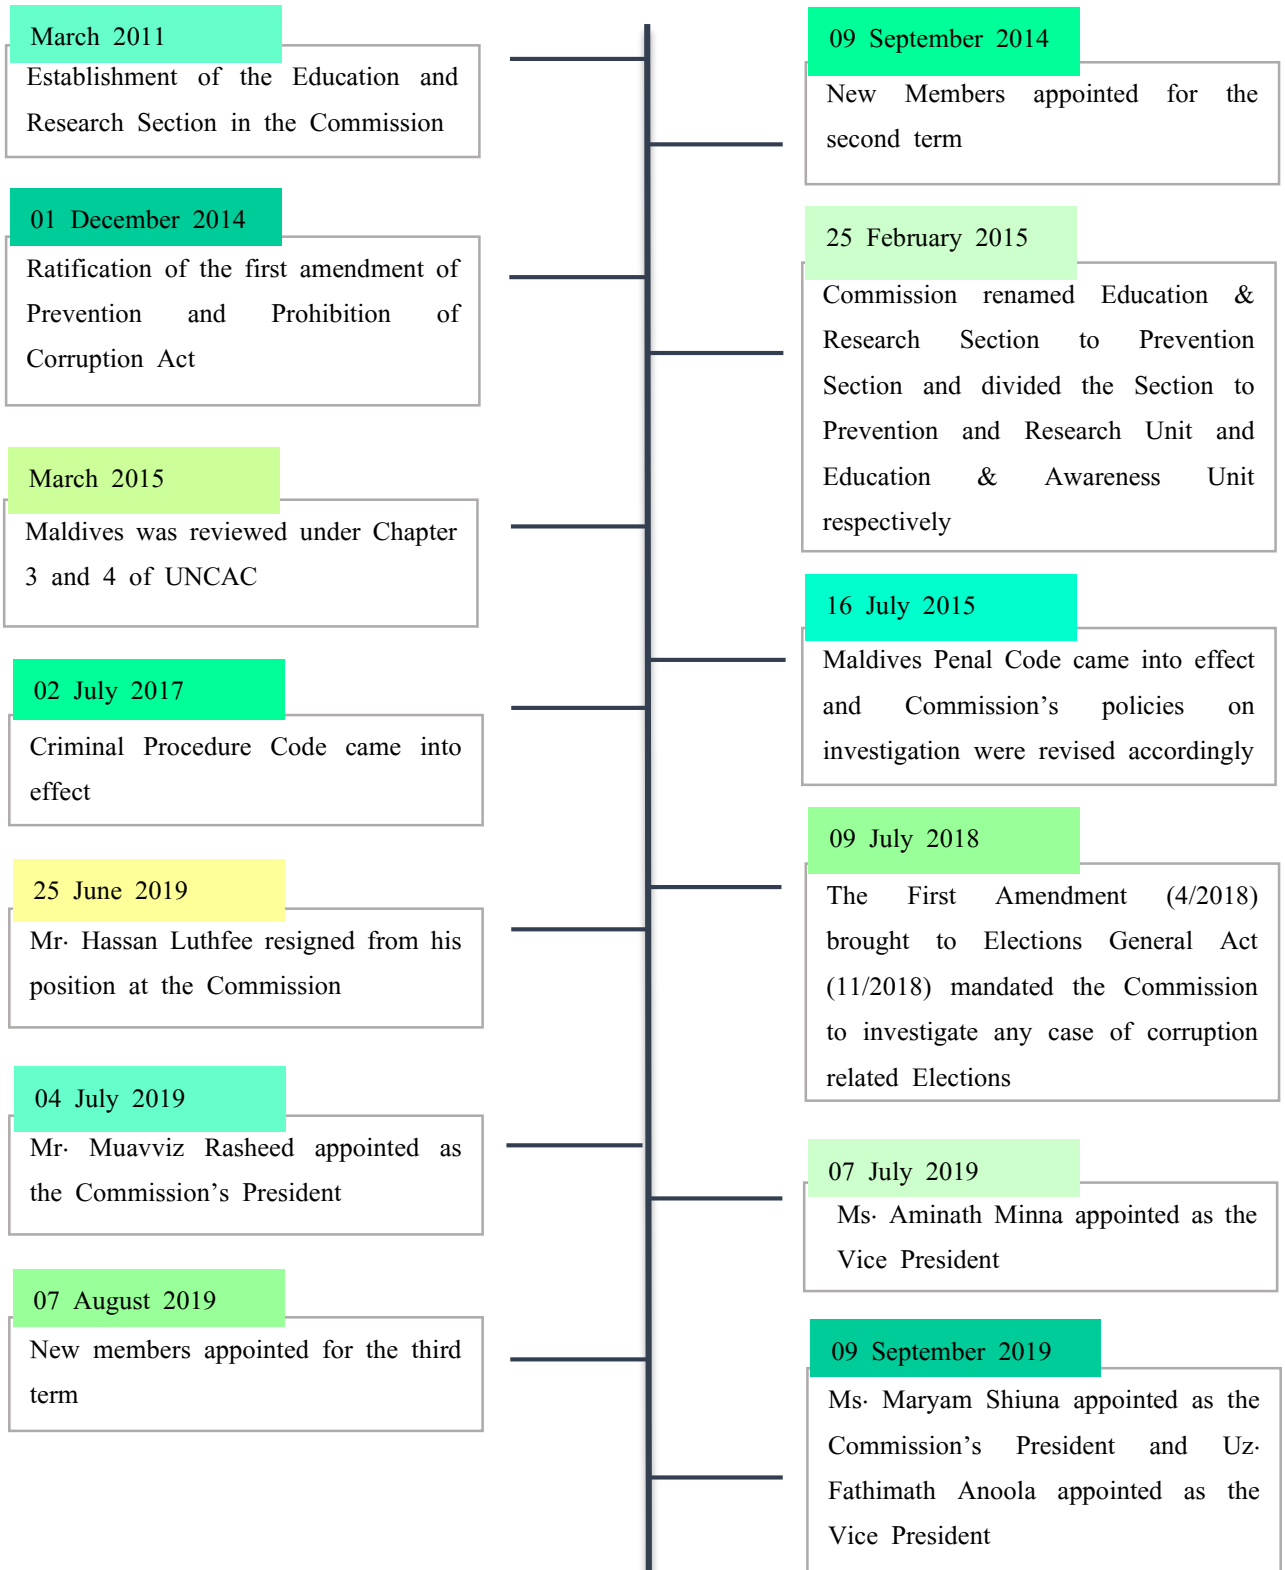 March 2011
Establishment of the Education and
Research Section in the Commission
09 September 2014
New Members appointed for the
second term
01 December 2014
Ratification of the first amendment of
Prevention and Prohibition of
Corruption Act
25 February 2015
Commission renamed Education &
Research Section to Prevention
Section and divided the Section to
Prevention and Research Unit and
Education & Awareness Unit
respectively
March 2015
Maldives was reviewed under Chapter
3 and 4 of UNCAC
16 July 2015
Maldives Penal Code came into effect
and Commission's policies on
investigation were revised accordingly
02 July 2017
Criminal Procedure Code came into
effect
09 July 2018
The First Amendment (4/2018)
brought to Elections General Act
(11/2018) mandated the Commission
to investigate any case of corruption
related Elections
25 June 2019
Mr. Hassan Luthfee resigned from his
position at the Commission
04 July 2019
Mr. Muavviz Rasheed appointed as
the Commission's President
07 July 2019
Ms. Aminath Minna appointed as the
Vice President
07 August 2019
New members appointed for the third
term
09 September 2019
Ms. Maryam Shiuna appointed as the
Commission's President and Uz.
Fathimath Anoola appointed as the
Vice President